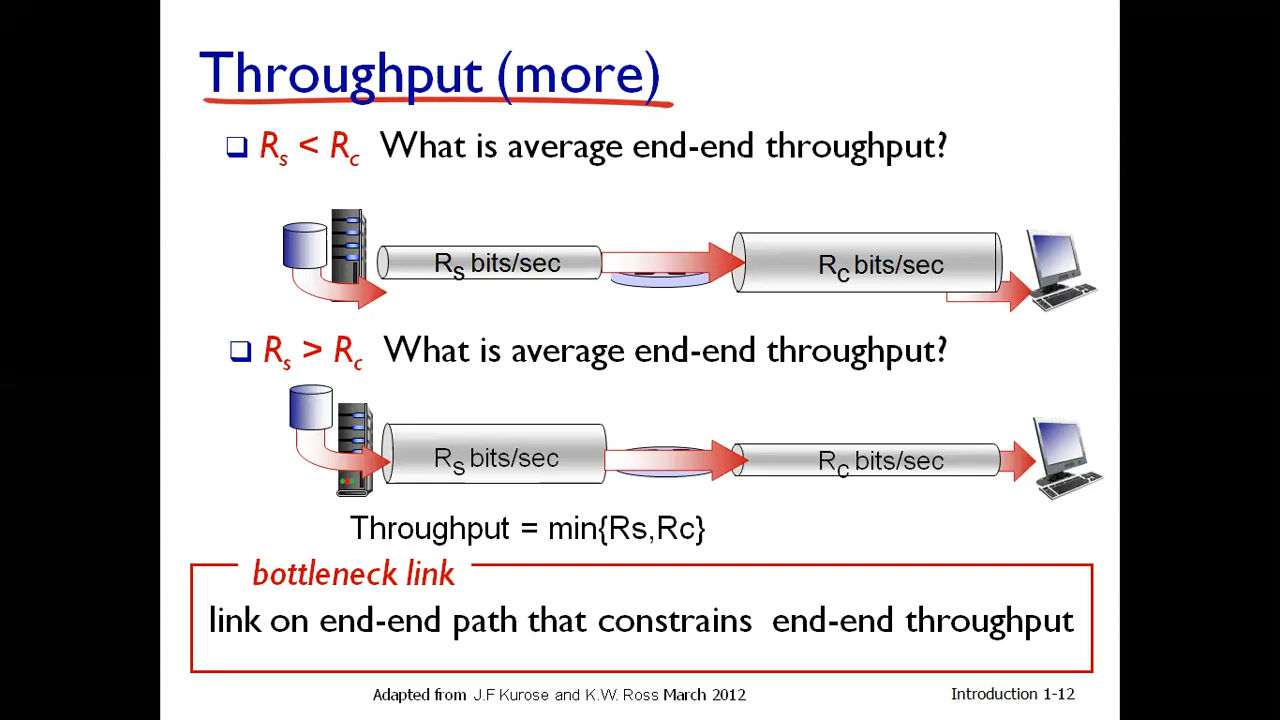 Throughput (more)
Rs < Rc What is average end-end throughput?
Rs bits/sec
Rc bits/sec
Rs > Rc What is average end-end throughput?
Rs bits/sec
Rc bits/sec
Throughput = min{Rs,Rc}
bottleneck link
link on end-end path that constrains end-end throughput
Adapted from J.F Kurose and K.W. Ross March 2012
Introduction 1-12